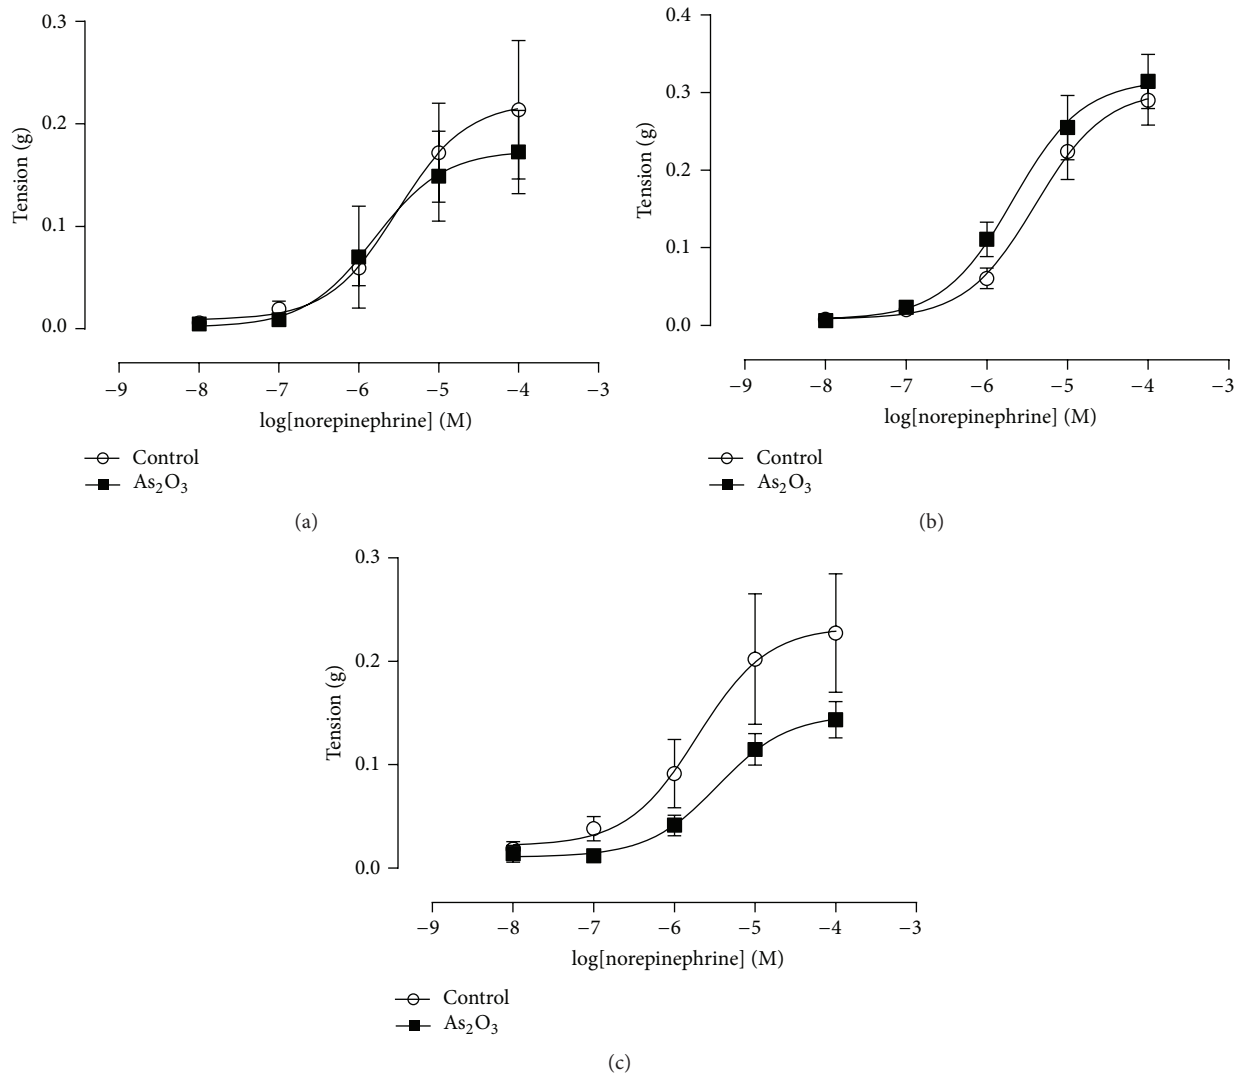 0.3
0.2
0.1
0.0
Tension (g)
−9 −8 −7 −6 −5 −4 −3
log[norepinephrine] (M)
Control
As₂O₃
(a)
0.4
0.3
0.2
0.1
0.0
Tension (g)
−9 −8 −7 −6 −5 −4 −3
log[norepinephrine] (M)
Control
As₂O₃
(b)
0.3
0.2
0.1
0.0
Tension (g)
−9 −8 −7 −6 −5 −4 −3
log[norepinephrine] (M)
Control
As₂O₃
(c)